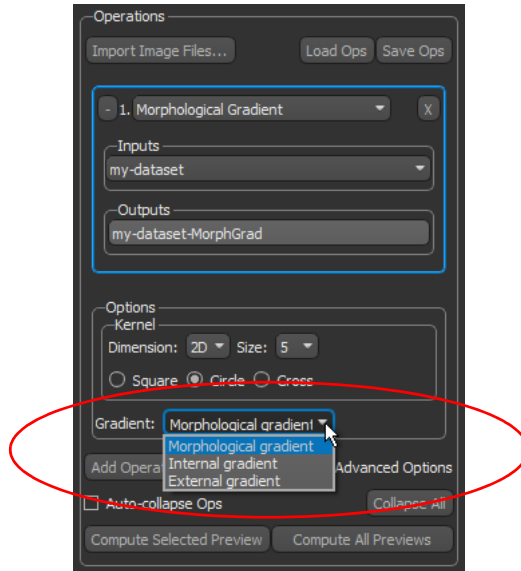 Operations
Import Image Files... Load Ops Save Ops
- 1. Morphological Gradient X
Inputs
my-dataset
Outputs
my-dataset-MorphGrad
Options
Kernel
Dimension: 2D Size: 5
Square Circle Cross
Gradient: Morphological gradient
Morphological gradient
Internal gradient
External gradient
Add Opera Advanced Options
Auto-collapse Ops Collapse All
Compute Selected Preview Compute All Previews